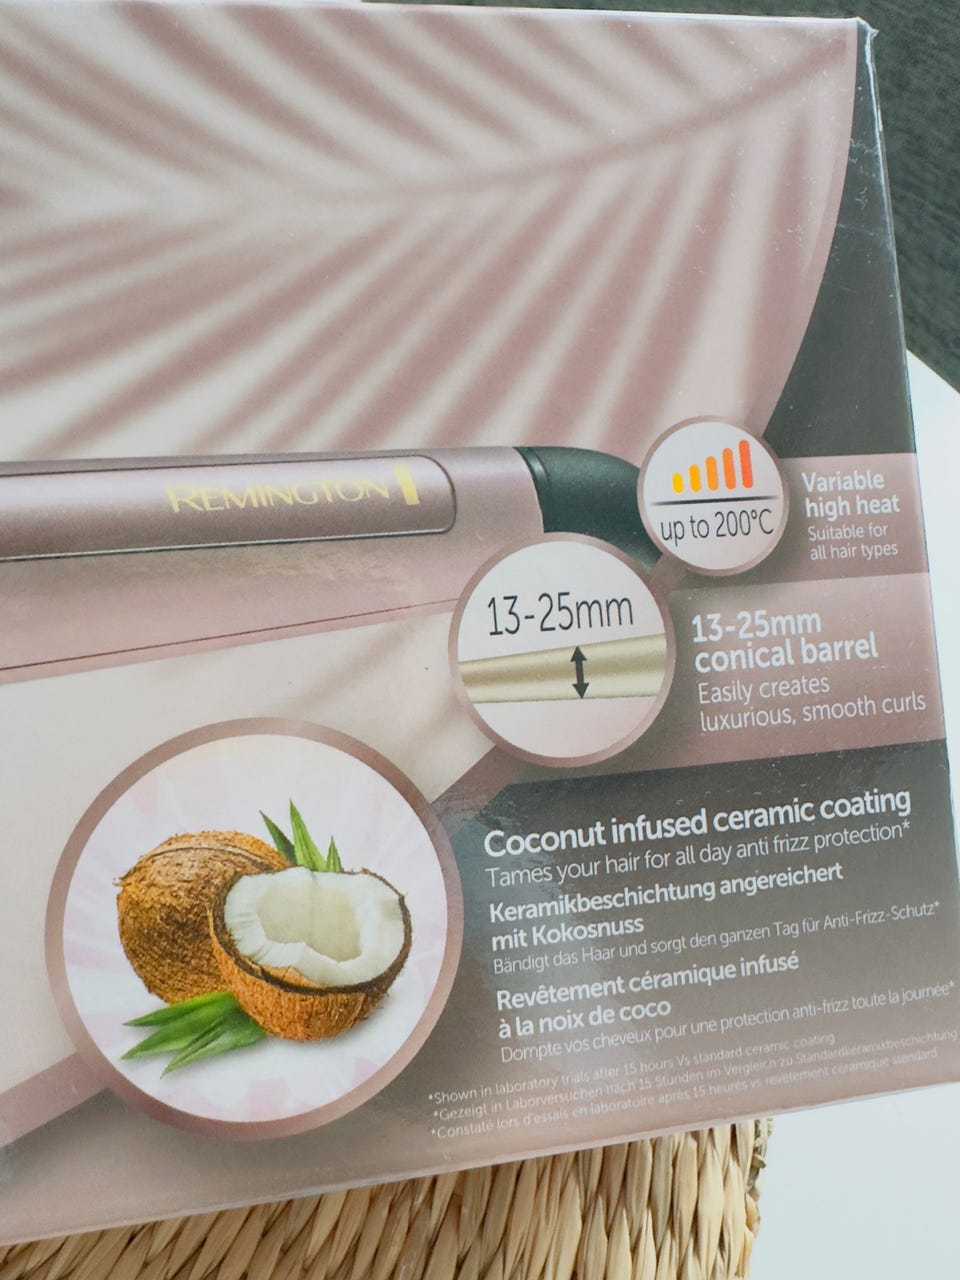 REMINGTON
up to 200°C
Variable
high heat
Suitable for
all hair types
13-25mm
13-25mm
conical barrel
Easily creates
luxurious, smooth curls
Coconut infused ceramic coating
Tames your hair for all day anti frizz protection*
Keramikbeschichtung angereichert
mit Kokosnuss
Bändigt das Haar und sorgt den ganzen Tag für Anti-Frizz-Schutz*
Revêtement céramique infusé
à la noix de coco
Dompte vos cheveux pour une protection anti-frizz toute la journée*
*Shown in laboratory trials after 15 hours Vs standard ceramic coating
*Gezeigt in Laborversuchen nach 15 Stunden im Vergleich zu Standardkeramikbeschichtung
*Constaté lors d'essais en laboratoire après 15 heures vs revêtement céramique standard